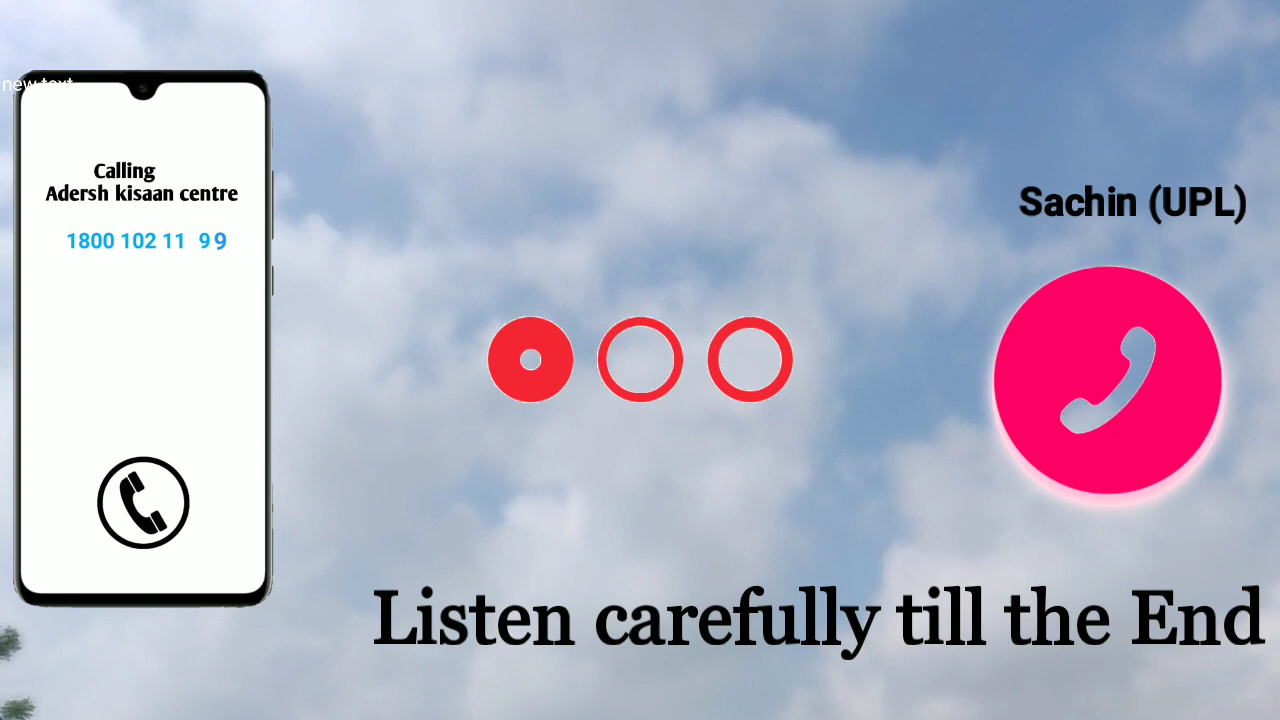 new text
Calling
Adersh kisaan centre
1800 102 11 99
Sachin (UPL)
Listen carefully till the End